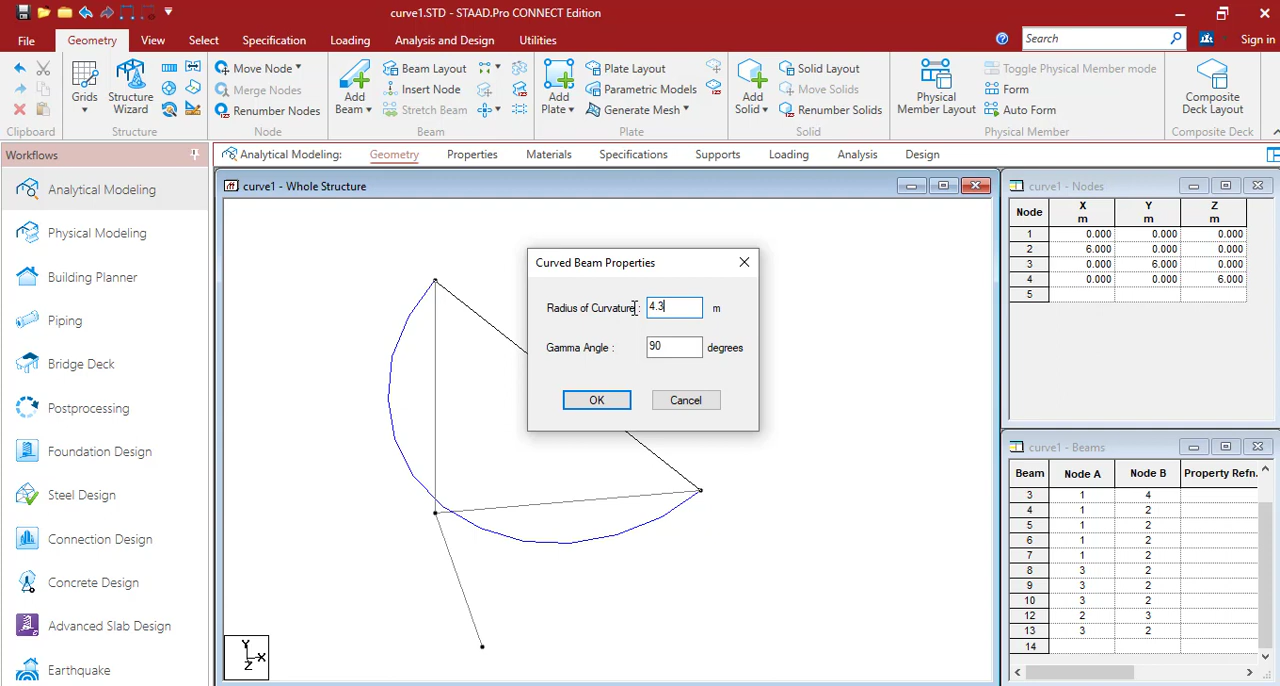 curve1.STD - STAAD.Pro CONNECT Edition
File Geometry View Select Specification Loading Analysis and Design Utilities
Search
Sign in
Grids
Structure Wizard
Clipboard
Structure
Move Node
Merge Nodes
Renumber Nodes
Node
Add Beam
Beam Layout
Insert Node
Stretch Beam
Beam
Add Plate
Plate Layout
Parametric Models
Generate Mesh
Plate
Add Solid
Solid Layout
Move Solids
Renumber Solids
Solid
Physical Member Layout
Toggle Physical Member mode
Form
Auto Form
Physical Member
Composite Deck Layout
Composite Deck
Workflows
Analytical Modeling: Geometry Properties Materials Specifications Supports Loading Analysis Design
Analytical Modeling
Physical Modeling
Building Planner
Piping
Bridge Deck
Postprocessing
Foundation Design
Steel Design
Connection Design
Concrete Design
Advanced Slab Design
Earthquake
curve1 - Whole Structure
Curved Beam Properties
Radius of Curvature : 4.3 m
Gamma Angle : 90 degrees
OK Cancel
Y
X
Z
curve1 - Nodes
Node X m Y m Z m
1 0.000 0.000 0.000
2 6.000 0.000 0.000
3 0.000 6.000 0.000
4 0.000 0.000 6.000
5
curve1 - Beams
Beam Node A Node B Property Refn.
3 1 4
4 1 2
5 1 2
6 1 2
7 1 2
8 3 2
9 3 2
10 3 2
12 2 3
13 3 2
14